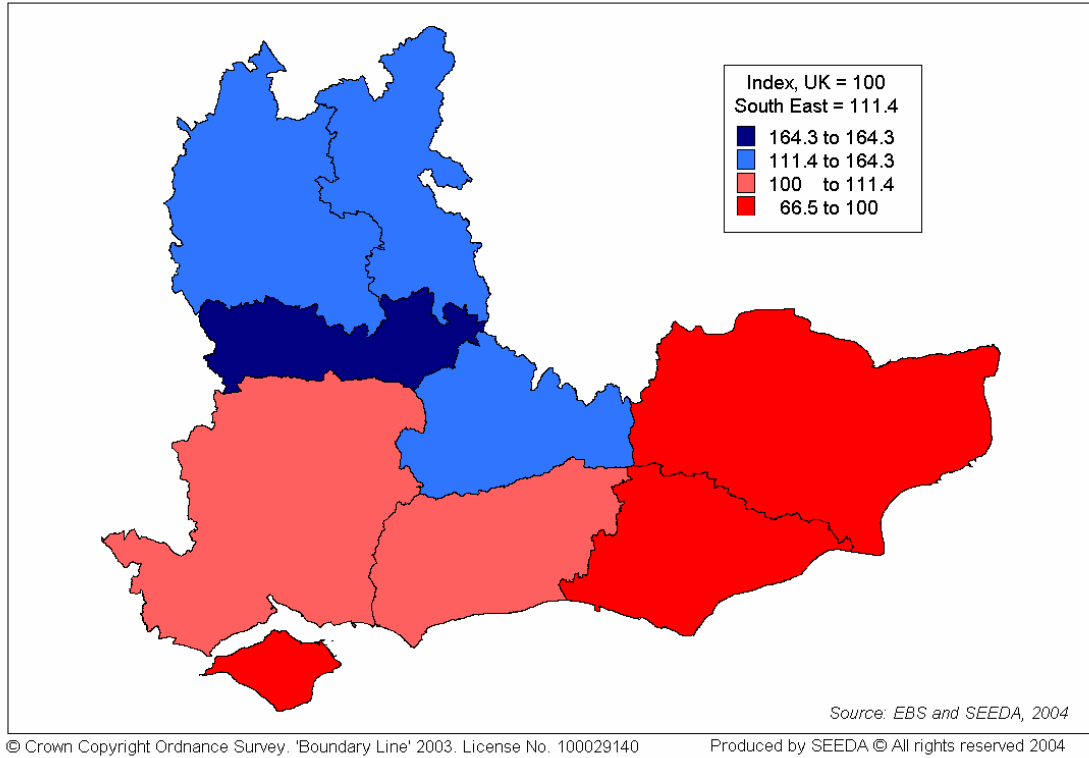 Index, UK = 100
South East = 111.4
164.3 to 164.3
111.4 to 164.3
100 to 111.4
66.5 to 100
Source: EBS and SEEDA, 2004
© Crown Copyright Ordnance Survey. 'Boundary Line' 2003. License No. 100029140
Produced by SEEDA © All rights reserved 2004